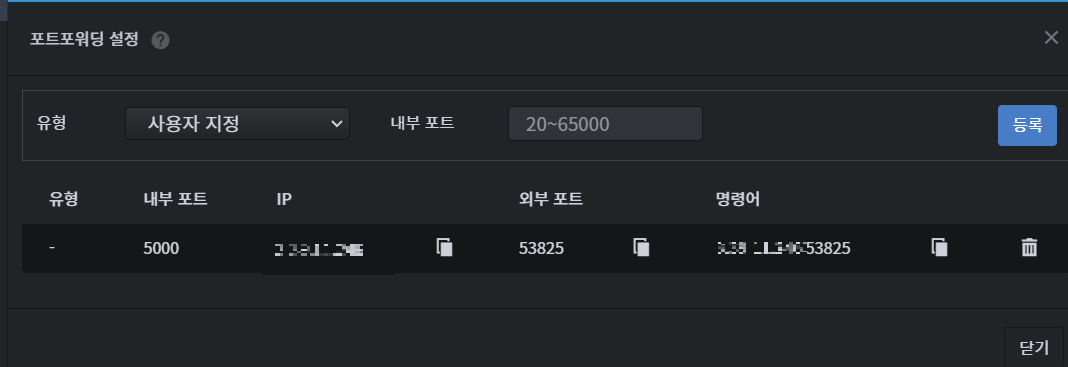 포트포워딩 설정 ?
유형 사용자 지정 내부 포트 20~65000 등록
유형 내부 포트 IP 외부 포트 명령어
- 5000 53825 53825
닫기